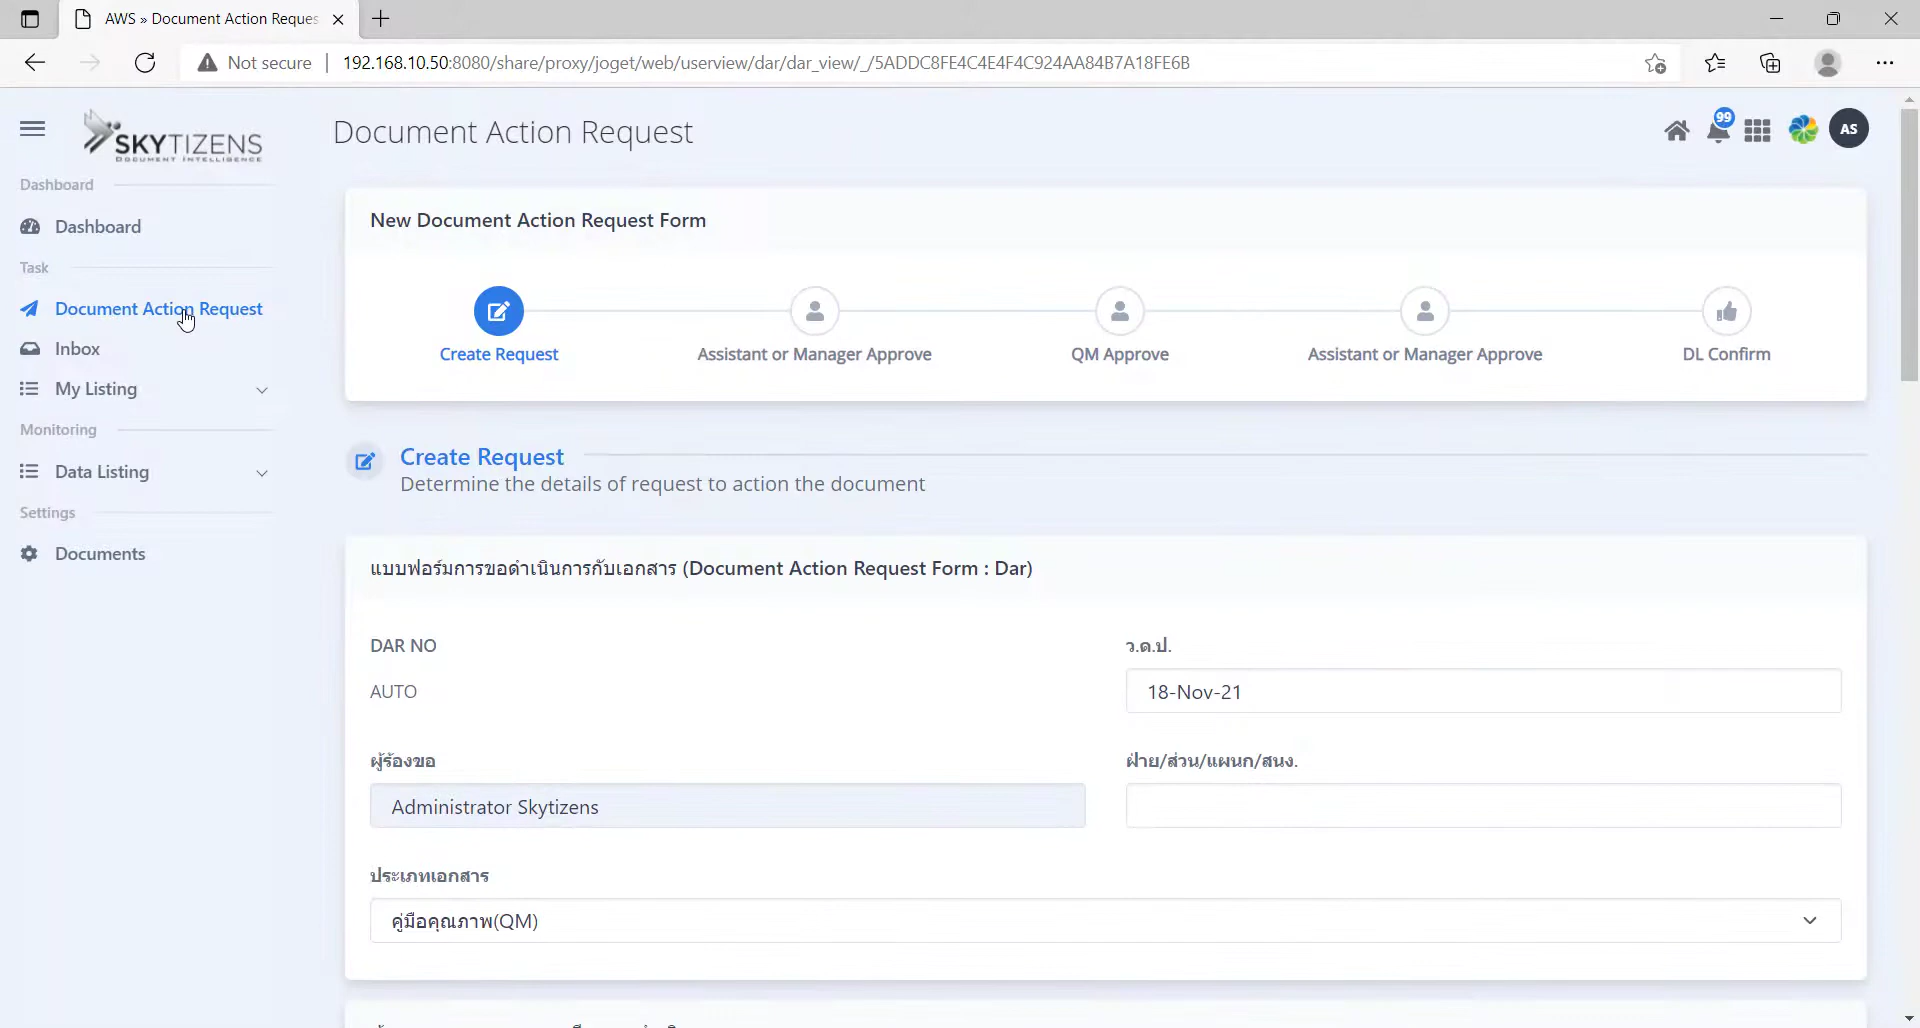 AWS » Document Action Reques
Not secure
192.168.10.50:8080/share/proxy/joget/web/userview/dar/dar_view/_/5ADDC8FE4C4E4F4C924AA84B7A18FE6B
SKYTIZENS
DOCUMENT INTELLIGENCE
Document Action Request
99
AS
Dashboard
Dashboard
Task
Document Action Request
Inbox
My Listing
Monitoring
Data Listing
Settings
Documents
New Document Action Request Form
Create Request
Assistant or Manager Approve
QM Approve
Assistant or Manager Approve
DL Confirm
Create Request
Determine the details of request to action the document
แบบฟอร์มการขอดำเนินการกับเอกสาร (Document Action Request Form : Dar)
DAR NO
ว.ด.ป.
AUTO
18-Nov-21
ผู้ร้องขอ
ฝ่าย/ส่วน/แผนก/สนง.
Administrator Skytizens
ประเภทเอกสาร
คู่มือคุณภาพ(QM)